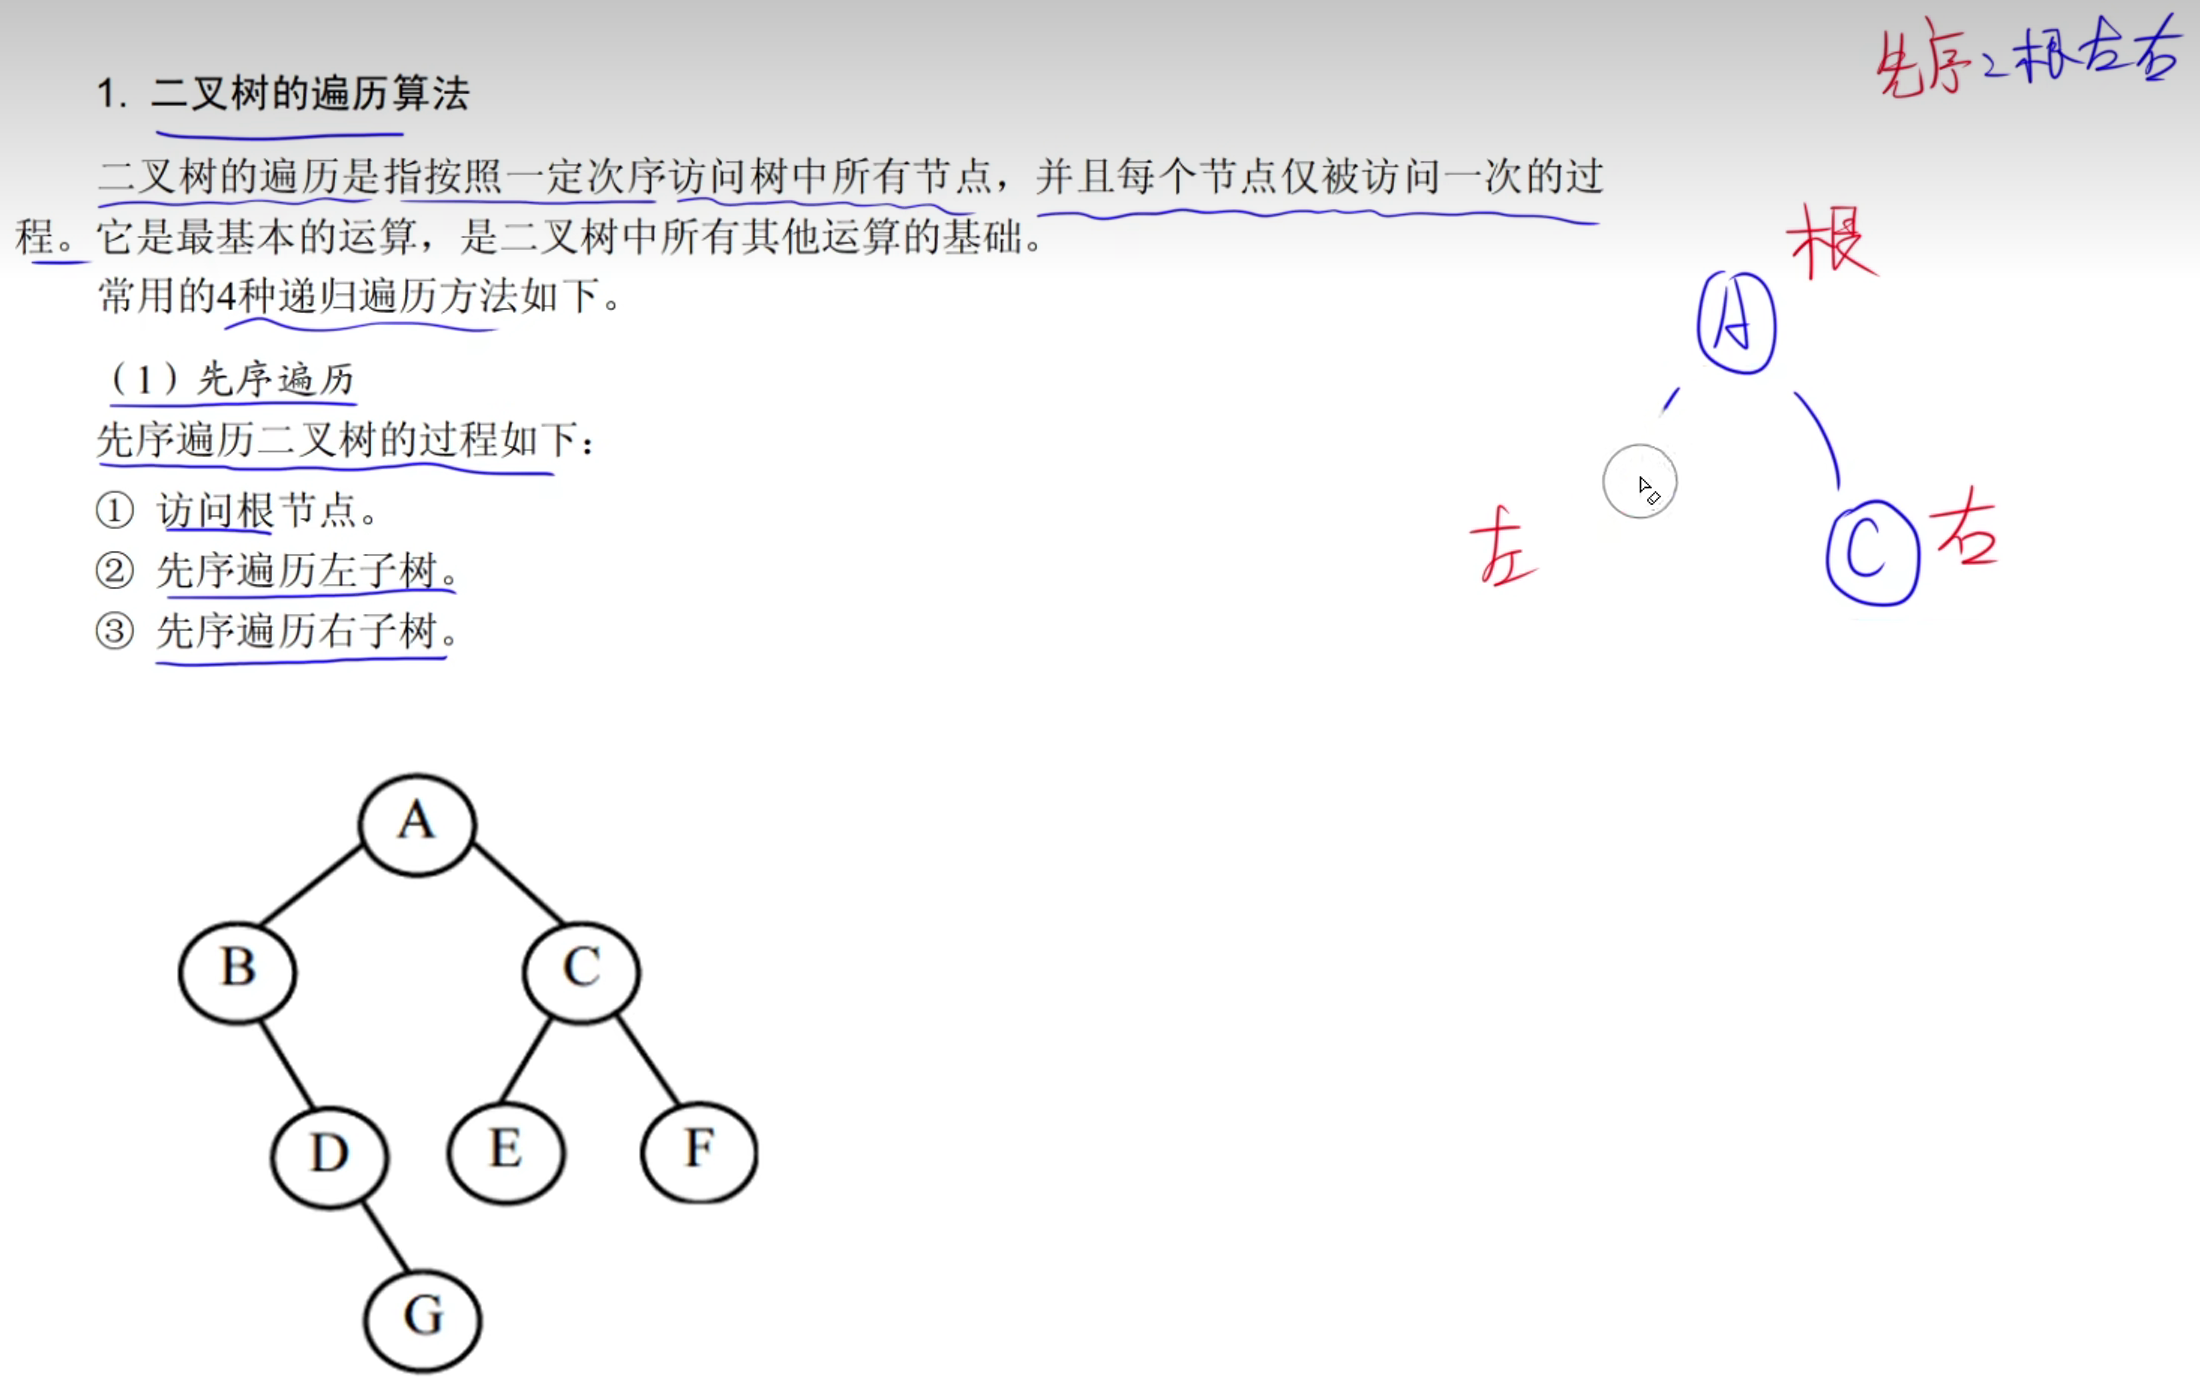 先序：根左右
1. 二叉树的遍历算法
二叉树的遍历是指按照一定次序访问树中所有节点，并且每个节点仅被访问一次的过
程。它是最基本的运算，是二叉树中所有其他运算的基础。
常用的4种递归遍历方法如下。
（1）先序遍历
先序遍历二叉树的过程如下：
① 访问根节点。
② 先序遍历左子树。
③ 先序遍历右子树。
根
A
左
C 右
A
B C
D E F
G